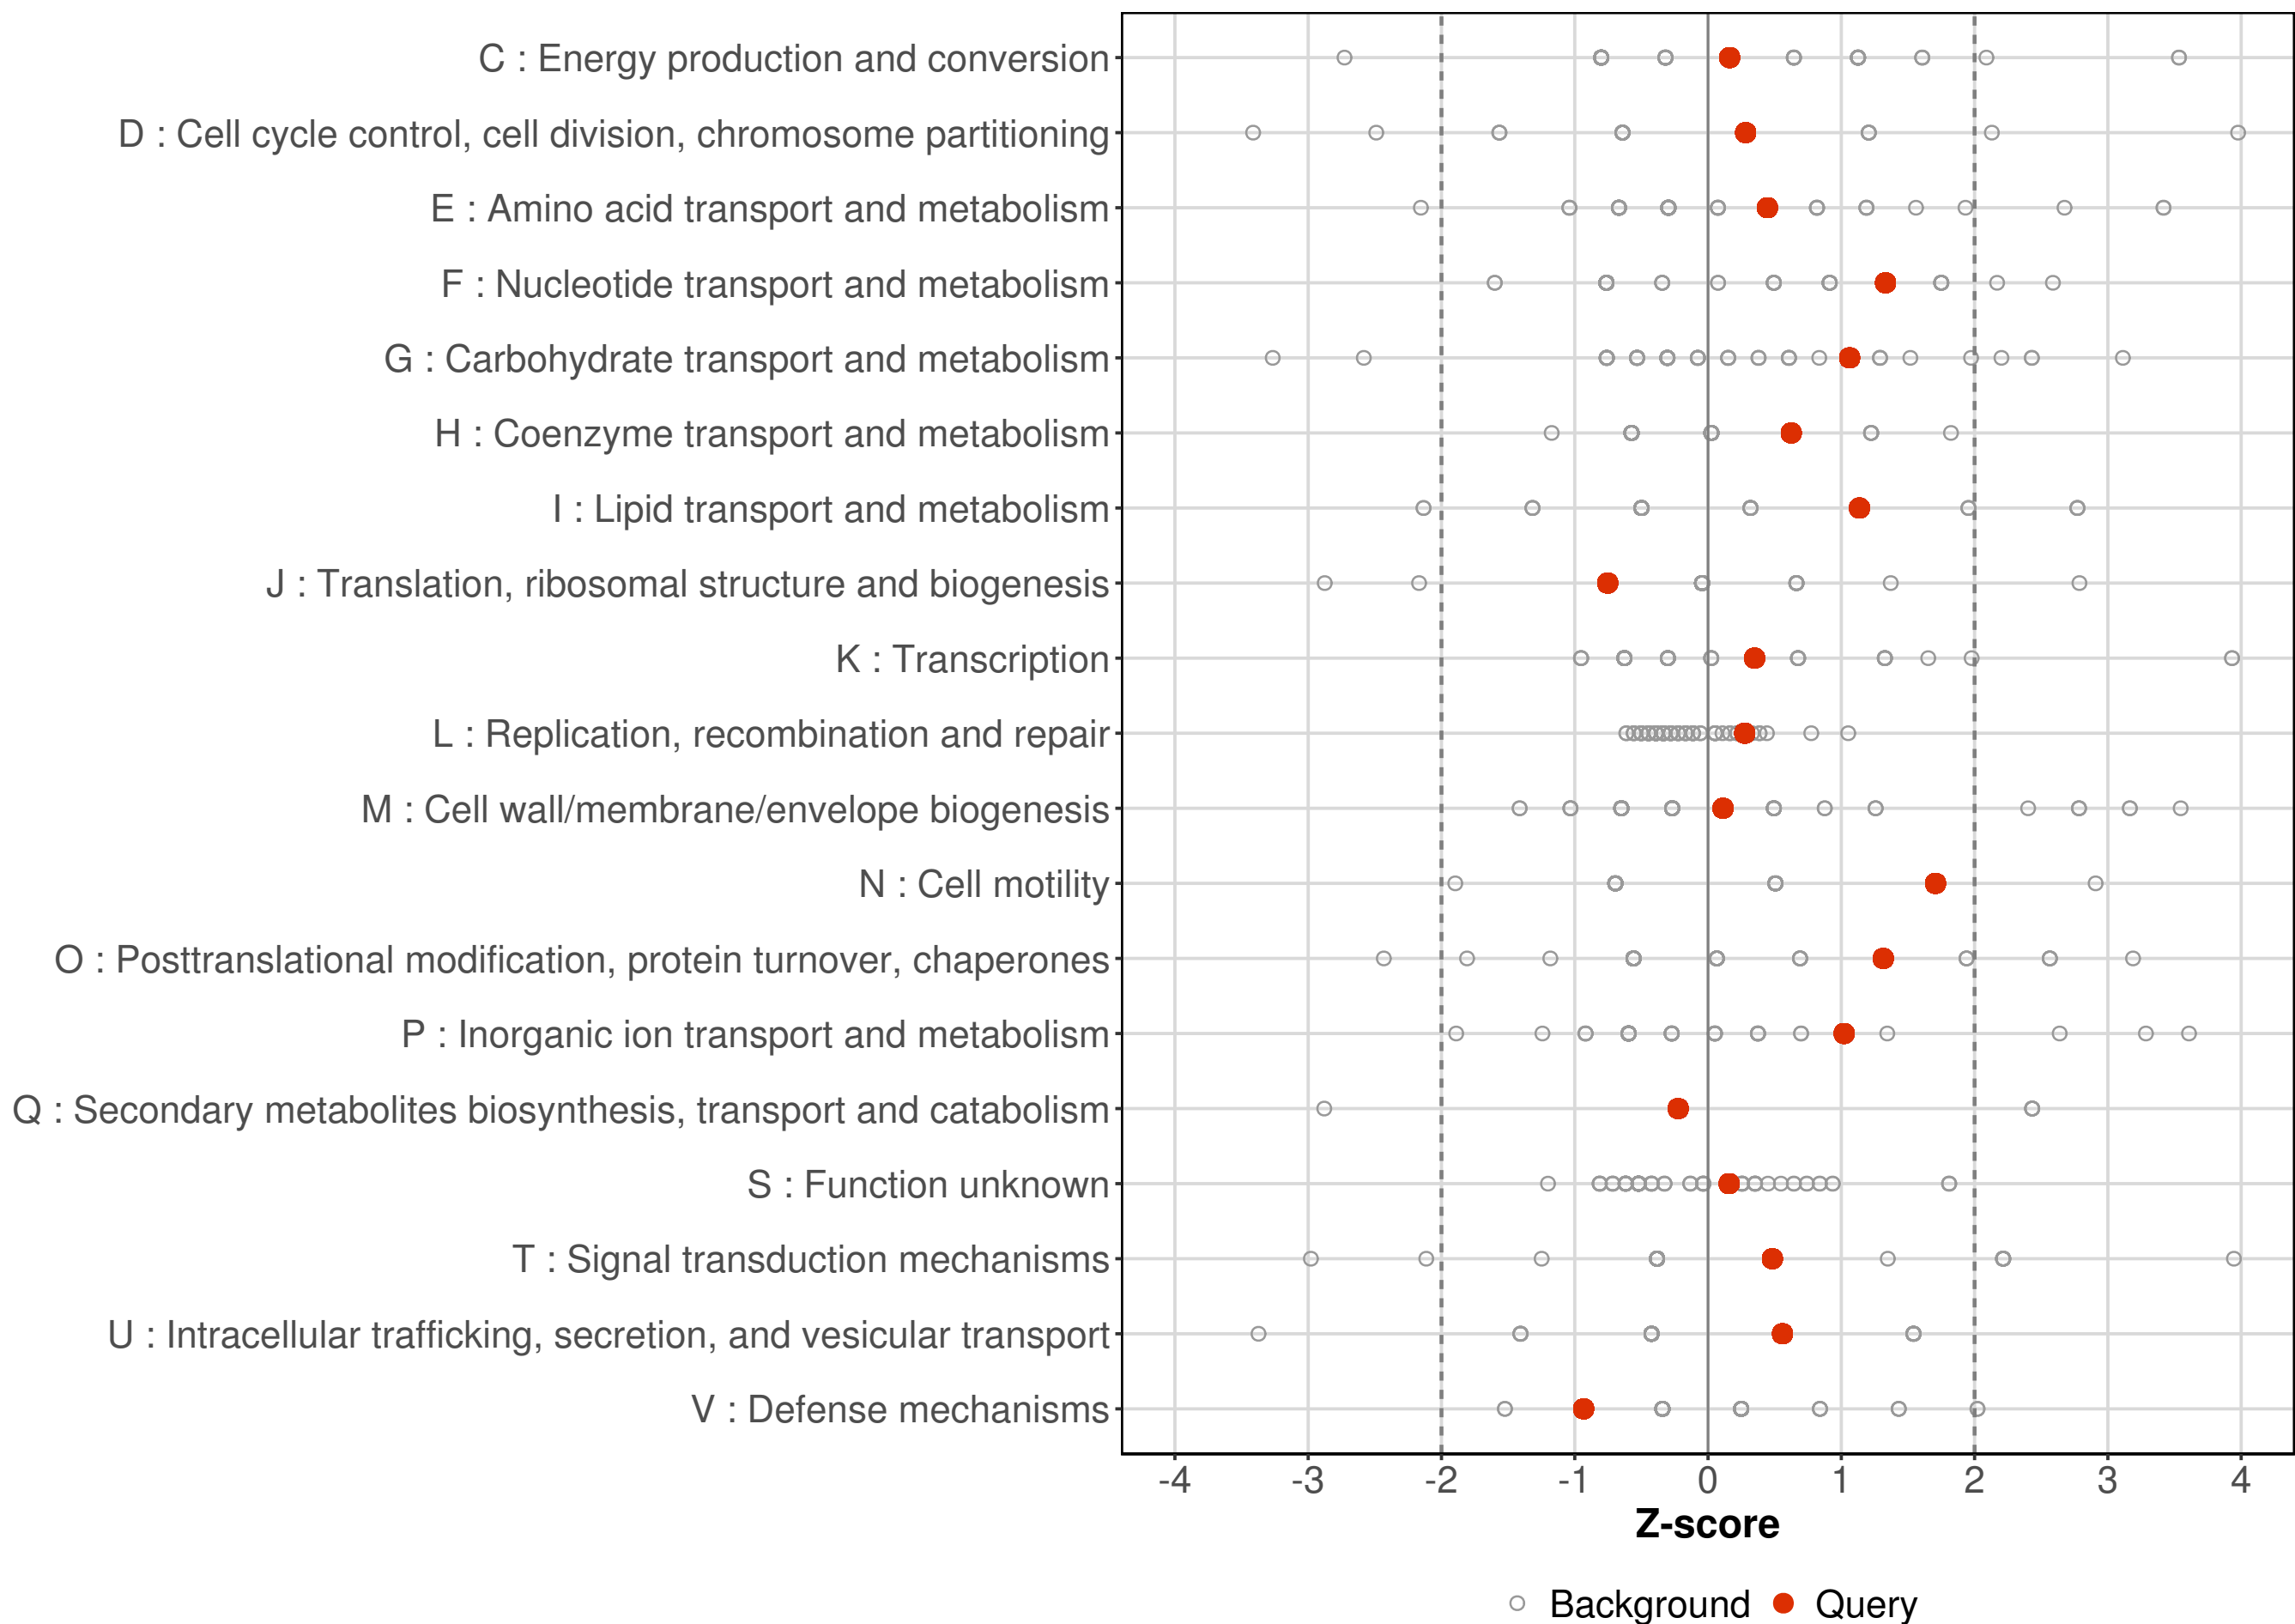 C : Energy production and conversion
D : Cell cycle control, cell division, chromosome partitioning
E : Amino acid transport and metabolism
F : Nucleotide transport and metabolism
G : Carbohydrate transport and metabolism
H : Coenzyme transport and metabolism
I : Lipid transport and metabolism
J : Translation, ribosomal structure and biogenesis
K : Transcription
L : Replication, recombination and repair
M : Cell wall/membrane/envelope biogenesis
N : Cell motility
O : Posttranslational modification, protein turnover, chaperones
P : Inorganic ion transport and metabolism
Q : Secondary metabolites biosynthesis, transport and catabolism
S : Function unknown
T : Signal transduction mechanisms
U : Intracellular trafficking, secretion, and vesicular transport
V : Defense mechanisms
-4 -3 -2 -1 0 1 2 3 4
Z-score
Background Query